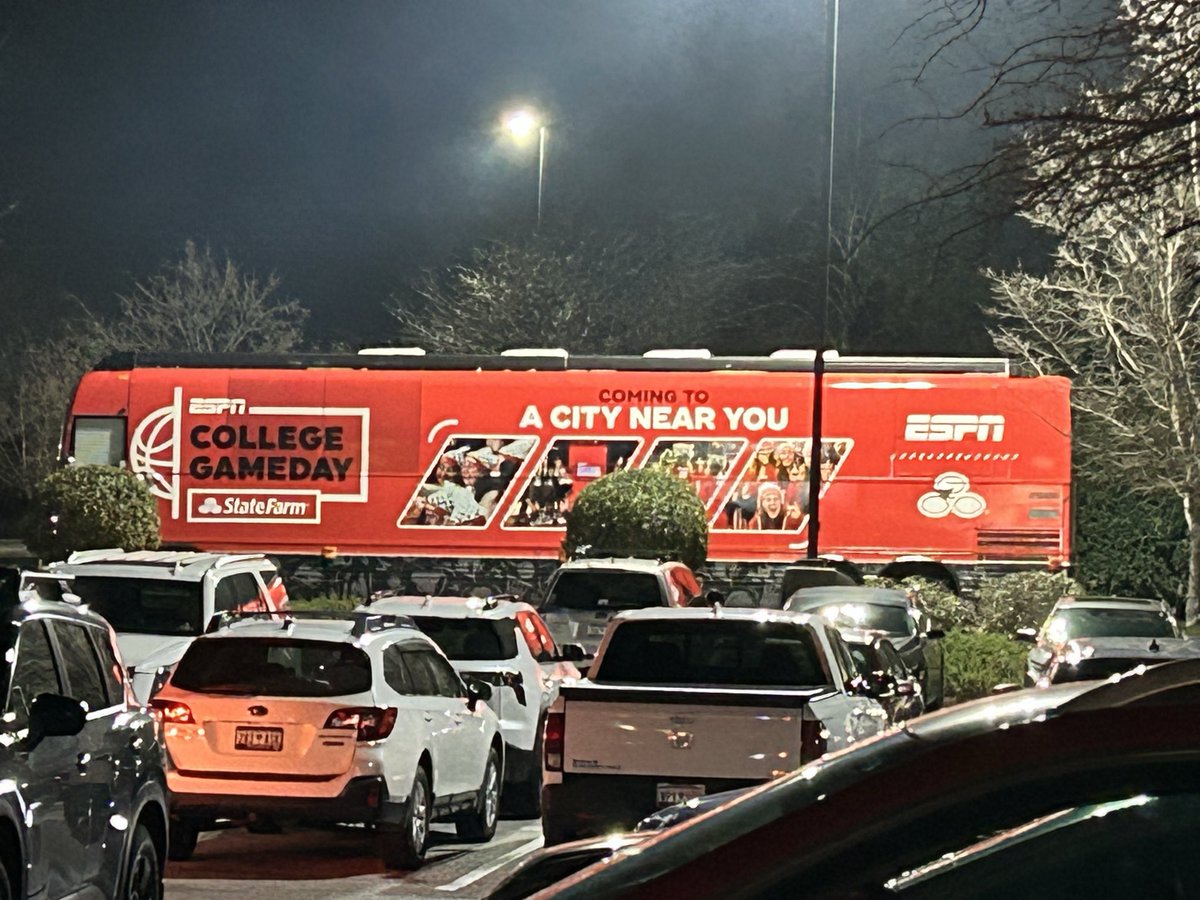 ESPN
COLLEGE
GAMEDAY
StateFarm
COMING TO
A CITY NEAR YOU
ESPN